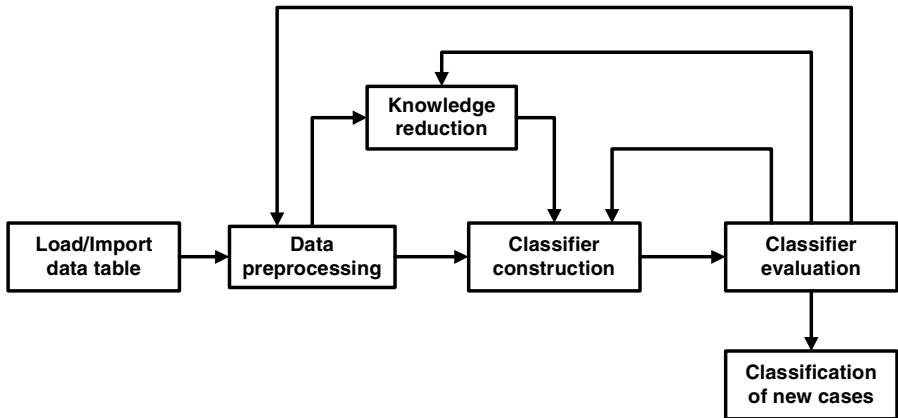 Knowledge
reduction
Load/Import
data table
Data
preprocessing
Classifier
construction
Classifier
evaluation
Classification
of new cases